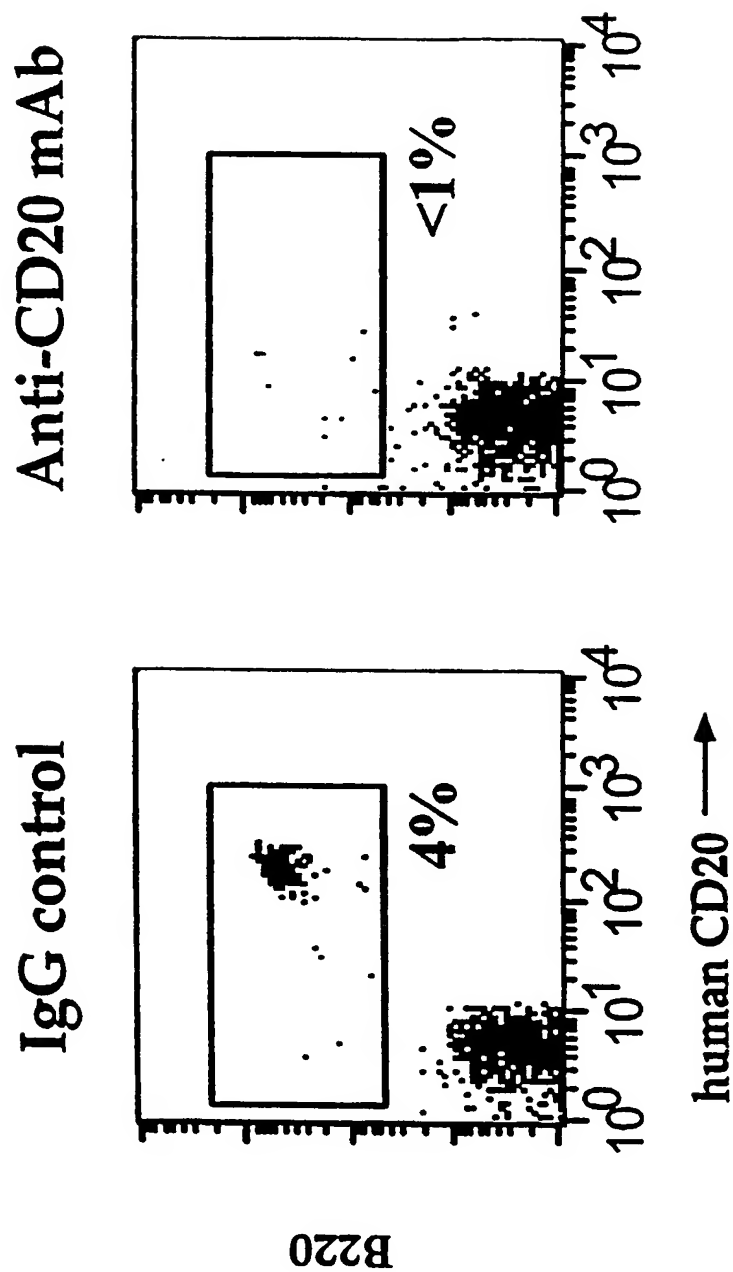 IgG control
Anti-CD20 mAb
B220
4%
<1%
10⁰ 10¹ 10² 10³ 10⁴
10⁰ 10¹ 10² 10³ 10⁴
human CD20